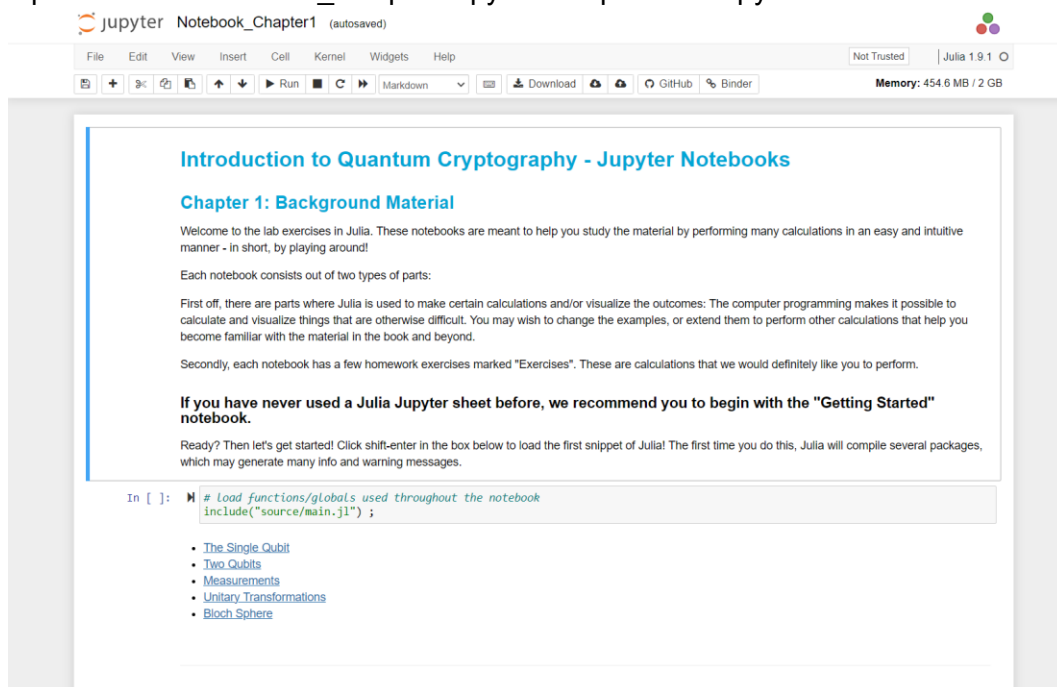 jupyter Notebook_Chapter1 (autosaved)
File Edit View Insert Cell Kernel Widgets Help Not Trusted Julia 1.9.1
Run Markdown Download GitHub Binder Memory: 454.6 MB / 2 GB
Introduction to Quantum Cryptography - Jupyter Notebooks
Chapter 1: Background Material
Welcome to the lab exercises in Julia. These notebooks are meant to help you study the material by performing many calculations in an easy and intuitive
manner - in short, by playing around!
Each notebook consists out of two types of parts:
First off, there are parts where Julia is used to make certain calculations and/or visualize the outcomes: The computer programming makes it possible to
calculate and visualize things that are otherwise difficult. You may wish to change the examples, or extend them to perform other calculations that help you
become familiar with the material in the book and beyond.
Secondly, each notebook has a few homework exercises marked "Exercises". These are calculations that we would definitely like you to perform.
If you have never used a Julia Jupyter sheet before, we recommend you to begin with the "Getting Started"
notebook.
Ready? Then let's get started! Click shift-enter in the box below to load the first snippet of Julia! The first time you do this, Julia will compile several packages,
which may generate many info and warning messages.
In [ ]: # Load functions/globals used throughout the notebook
include("source/main.jl") ;
• The Single Qubit
• Two Qubits
• Measurements
• Unitary Transformations
• Bloch Sphere